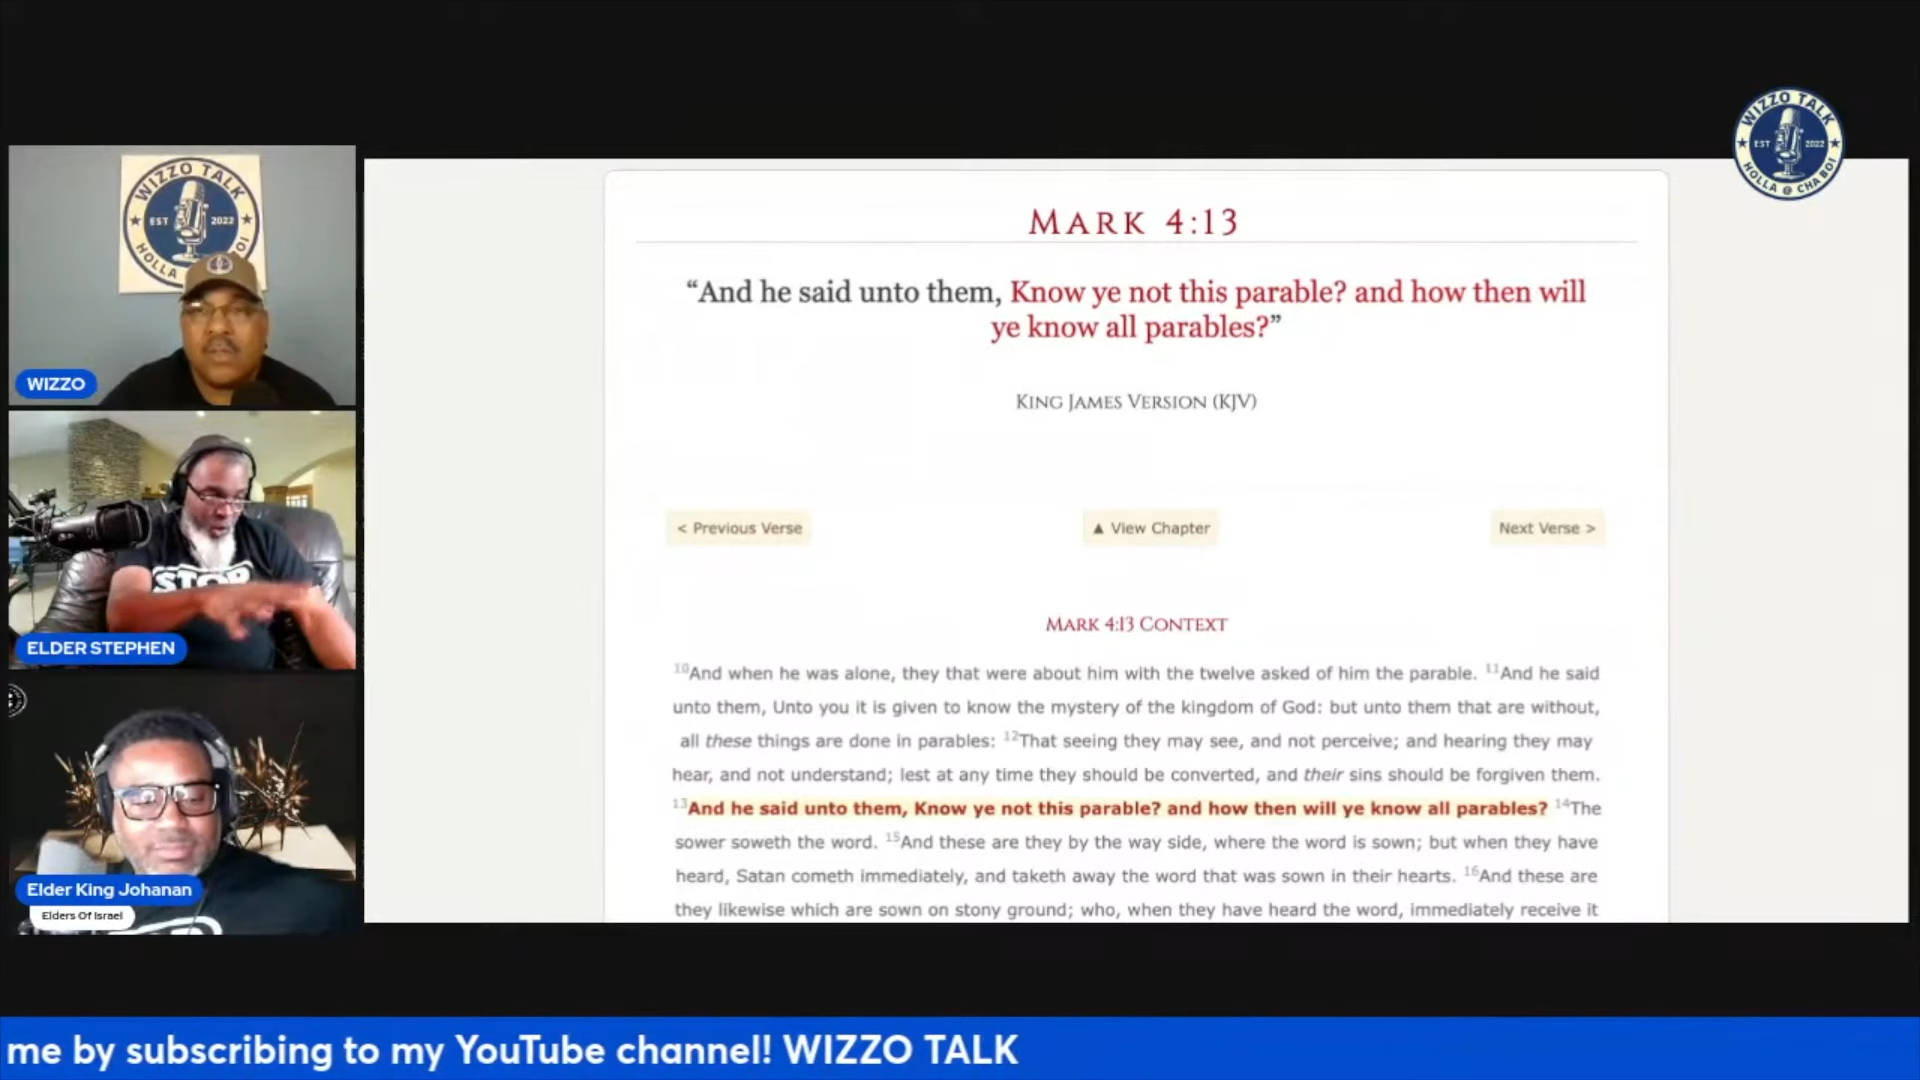 WIZZO TALK
EST 2022
HOLLA @ CHA BOI
WIZZO TALK
EST 2022
HOLLA
OI
WIZZO
STOP
ELDER STEPHEN
Elder King Johanan
Elders Of Israel
MARK 4:13
“And he said unto them, Know ye not this parable? and how then will
ye know all parables?”
KING JAMES VERSION (KJV)
< Previous Verse
▲ View Chapter
Next Verse >
MARK 4:13 CONTEXT
10And when he was alone, they that were about him with the twelve asked of him the parable. 11And he said
unto them, Unto you it is given to know the mystery of the kingdom of God: but unto them that are without,
all these things are done in parables: 12That seeing they may see, and not perceive; and hearing they may
hear, and not understand; lest at any time they should be converted, and their sins should be forgiven them.
13And he said unto them, Know ye not this parable? and how then will ye know all parables? 14The
sower soweth the word. 15And these are they by the way side, where the word is sown; but when they have
heard, Satan cometh immediately, and taketh away the word that was sown in their hearts. 16And these are
they likewise which are sown on stony ground; who, when they have heard the word, immediately receive it
me by subscribing to my YouTube channel! WIZZO TALK